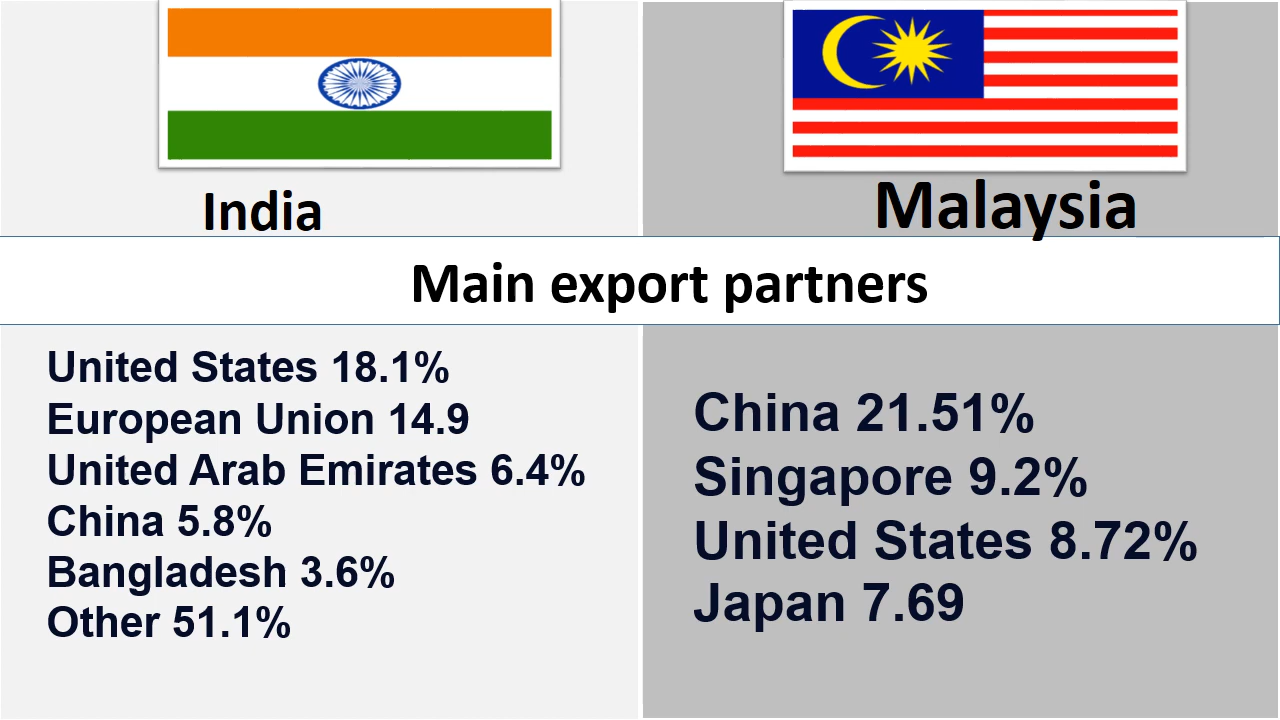 India
Malaysia
Main export partners
United States 18.1%
European Union 14.9
United Arab Emirates 6.4%
China 5.8%
Bangladesh 3.6%
Other 51.1%
China 21.51%
Singapore 9.2%
United States 8.72%
Japan 7.69